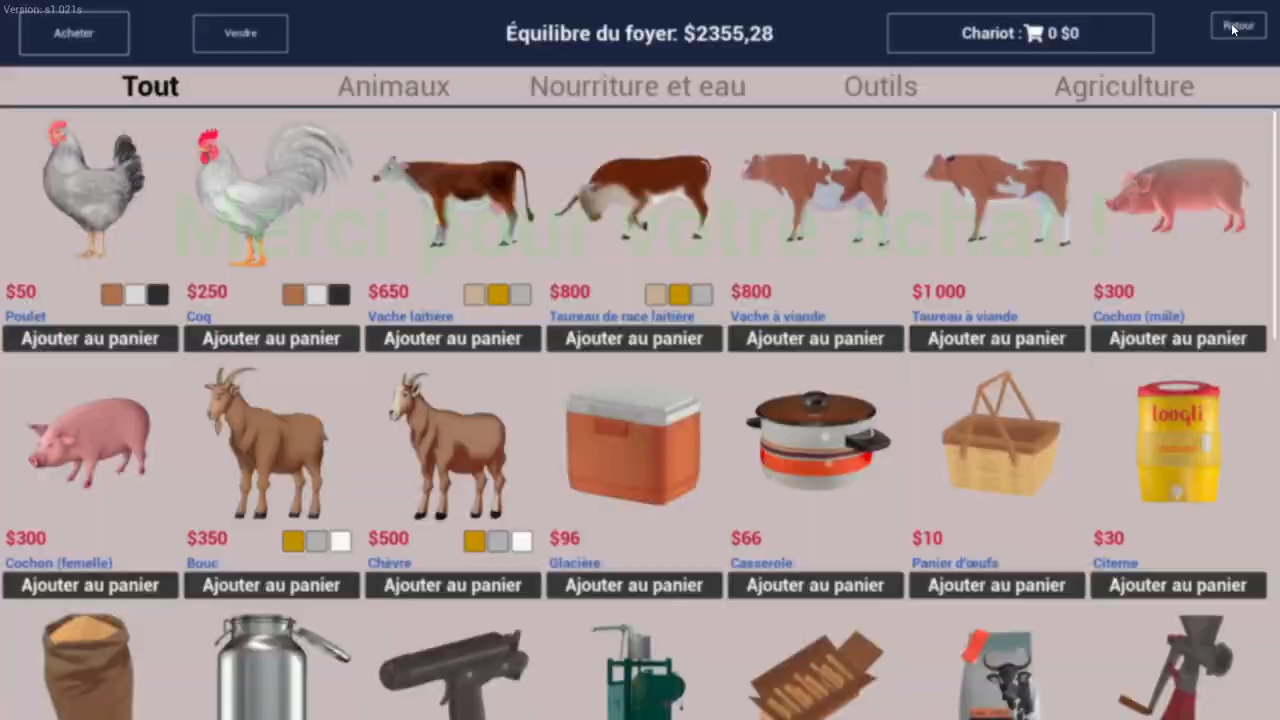 Version: s1.021s
Acheter
Vendre
Équilibre du foyer: $2355,28
Chariot : 0 $0
Retour
Tout
Animaux
Nourriture et eau
Outils
Agriculture
Merci pour votre achat !
$50
$250
$650
$800
$800
$1 000
$300
Poulet
Coq
Vache laitière
Taureau de race laitière
Vache à viande
Taureau à viande
Cochon (mâle)
Ajouter au panier
Ajouter au panier
Ajouter au panier
Ajouter au panier
Ajouter au panier
Ajouter au panier
Ajouter au panier
looqli
$300
$350
$500
$96
$66
$10
$30
Cochon (femelle)
Bouc
Chèvre
Glacière
Casserole
Panier d'œufs
Citerne
Ajouter au panier
Ajouter au panier
Ajouter au panier
Ajouter au panier
Ajouter au panier
Ajouter au panier
Ajouter au panier